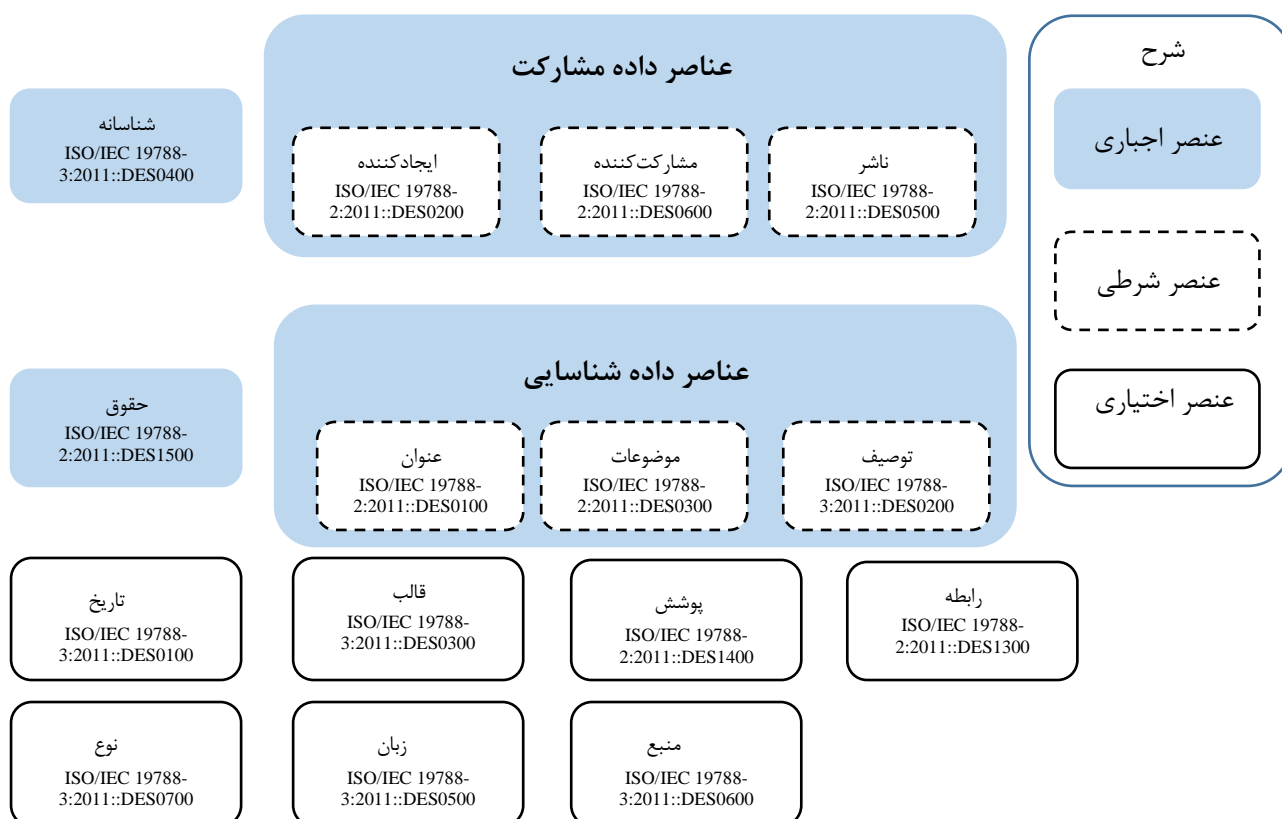 شرح
عنصر اجباری
عنصر شرطی
عنصر اختیاری
عناصر داده مشارکت
ناشر
ISO/IEC 19788-
2:2011::DES0500
مشارکت‌کننده
ISO/IEC 19788-
2:2011::DES0600
ایجادکننده
ISO/IEC 19788-
2:2011::DES0200
شناسانه
ISO/IEC 19788-
3:2011::DES0400
عناصر داده شناسایی
توصیف
ISO/IEC 19788-
3:2011::DES0200
موضوعات
ISO/IEC 19788-
2:2011::DES0300
عنوان
ISO/IEC 19788-
2:2011::DES0100
حقوق
ISO/IEC 19788-
2:2011::DES1500
رابطه
ISO/IEC 19788-
2:2011::DES1300
پوشش
ISO/IEC 19788-
2:2011::DES1400
قالب
ISO/IEC 19788-
3:2011::DES0300
تاریخ
ISO/IEC 19788-
3:2011::DES0100
منبع
ISO/IEC 19788-
3:2011::DES0600
زبان
ISO/IEC 19788-
3:2011::DES0500
نوع
ISO/IEC 19788-
3:2011::DES0700